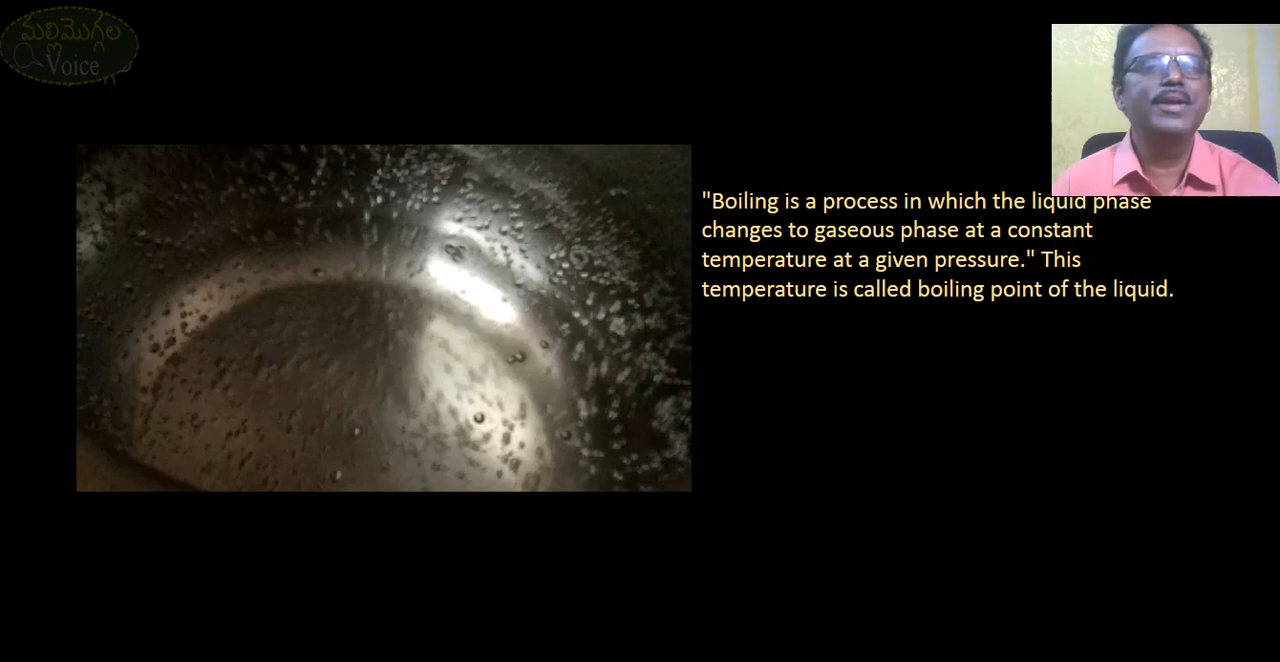 మల్లిమొగ్గల
Voice
"Boiling is a process in which the liquid phase
changes to gaseous phase at a constant
temperature at a given pressure." This
temperature is called boiling point of the liquid.